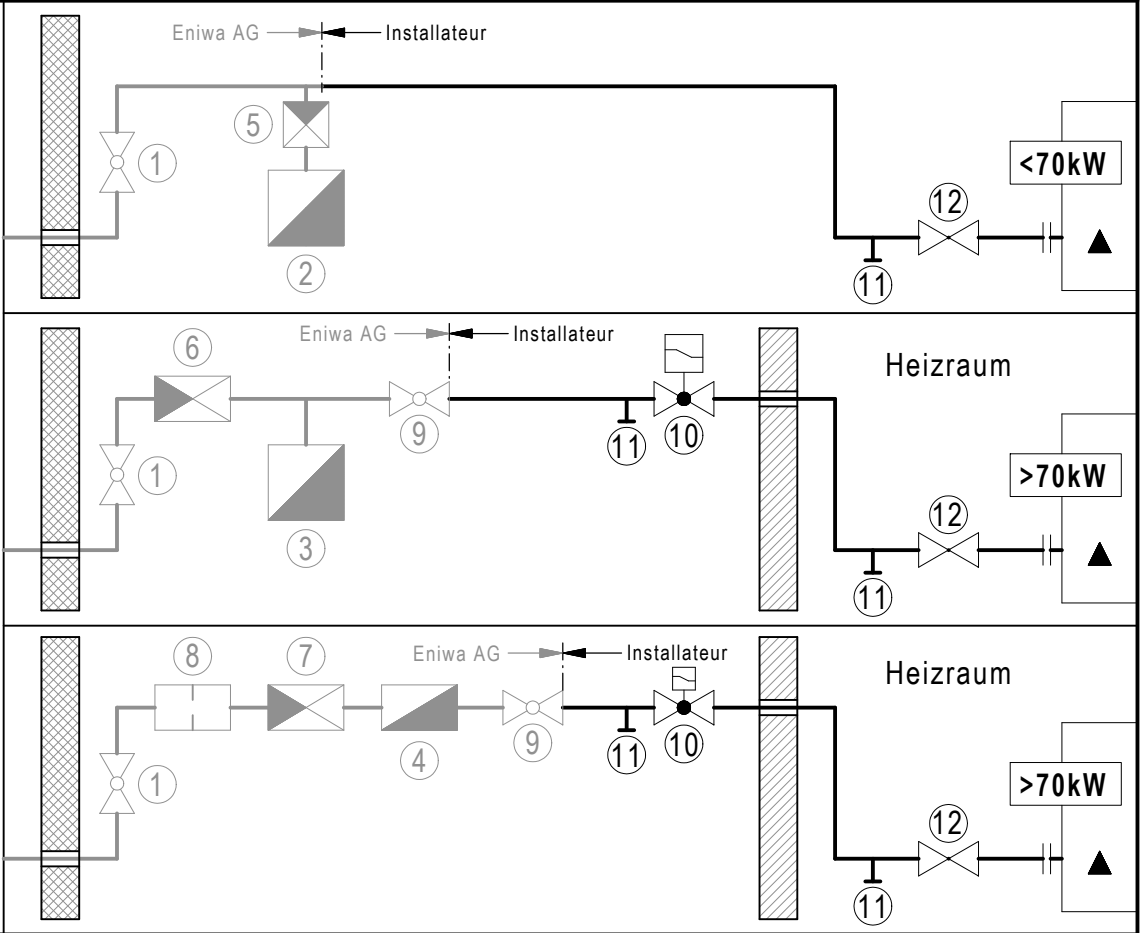 Eniwa AG Installateur
5
1
<70kW
12
2
11
Eniwa AG Installateur
6
Heizraum
9
11
10
1
>70kW
12
3
11
8
7
Eniwa AG Installateur
Heizraum
4
9
11
10
1
>70kW
12
11